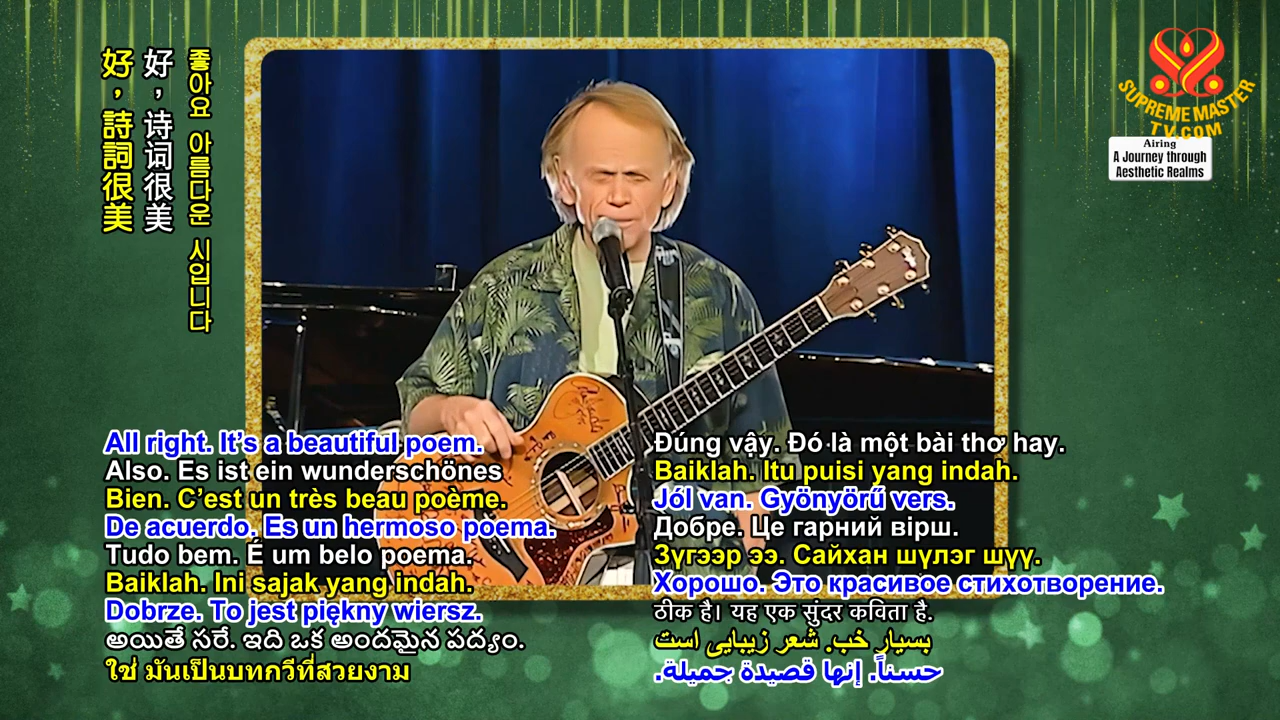 好，詩詞很美
好，诗词很美
좋아요 아름다운 시입니다
SUPREME MASTER
TV.COM
Airing
A Journey through
Aesthetic Realms
All right. It's a beautiful poem.
Also. Es ist ein wunderschönes
Bien. C'est un très beau poème.
De acuerdo. Es un hermoso poema.
Tudo bem. É um belo poema.
Baiklah. Ini sajak yang indah.
Dobrze. To jest piękny wiersz.
అయితే సరే. ఇది ఒక అందమైన పద్యం.
ใช่ มันเป็นบทกวีที่สวยงาม
Đúng vậy. Đó là một bài thơ hay.
Baiklah. Itu puisi yang indah.
Jól van. Gyönyörű vers.
Добре. Це гарний вірш.
Зүгээр ээ. Сайхан шүлэг шүү.
Хорошо. Это красивое стихотворение.
ठीक है। यह एक सुंदर कविता है.
بسیار خب. شعر زیبایی است
حسناً. إنها قصيدة جميلة.